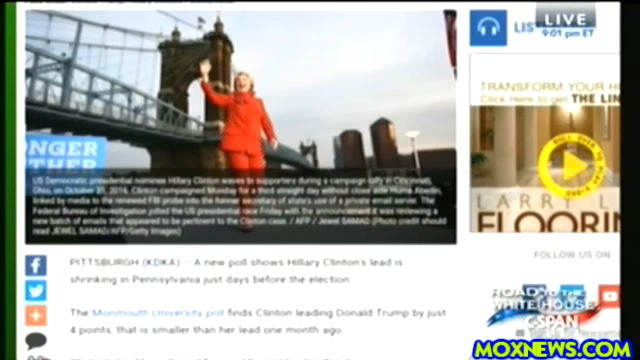 LIVE
9:01 pm ET
LIS
TRANSFORM YOUR H
Click Here to get THE LIN
ONGER
THER
US Democratic presidential nominee Hillary Clinton waves to supporters during a campaign rally in Cincinnati,
Ohio, on October 31, 2016. Clinton campaigned Monday for a third straight day without close aide Huma Abedin,
linked by media to the renewed FBI probe into the former secretary of state's use of a private email server. The
Federal Bureau of Investigation jolted the US presidential race Friday with the announcement it was reviewing a
new batch of emails that appeared to be pertinent to the Clinton case. / AFP / Jewel SAMAD (Photo credit should
read JEWEL SAMAD/AFP/Getty Images)
LARRY L
FLOORIN
FOLLOW US ON
PITTSBURGH (KDKA) - A new poll shows Hillary Clinton's lead is
shrinking in Pennsylvania just days before the election
The Monmouth University poll finds Clinton leading Donald Trump by just
4 points, that is smaller than her lead one month ago
ROAD TO THE
WHITE HOUSE
C-SPAN
MOXNEWS.COM